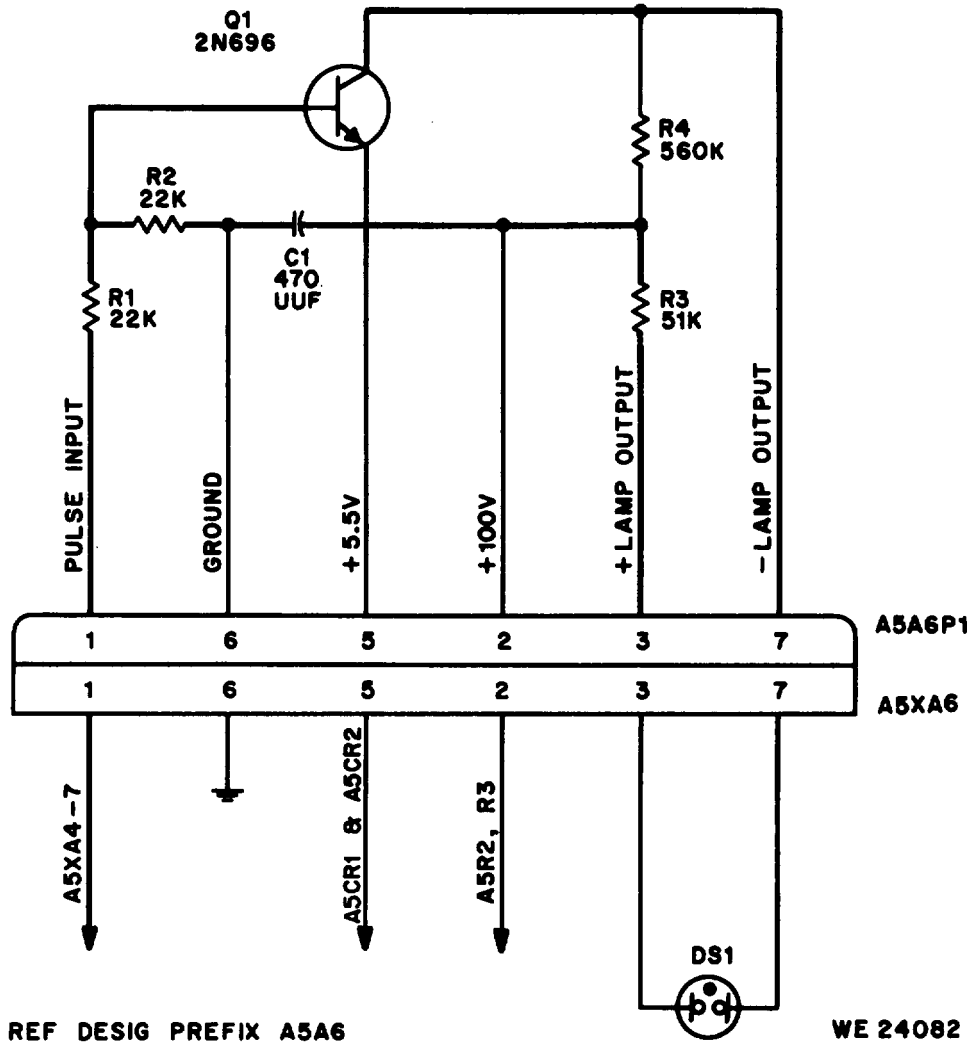 Q1
2N696
R4
560K
R2
22K
C1
470
UUF
R1
22K
R3
51K
PULSE INPUT
GROUND
+5.5V
+100V
+LAMP OUTPUT
-LAMP OUTPUT
1 6 5 2 3 7 A5A6P1
1 6 5 2 3 7 A5XA6
A5XA4-7
A5CR1 & A5CR2
A5R2, R3
DS1
REF DESIG PREFIX A5A6
WE 24082